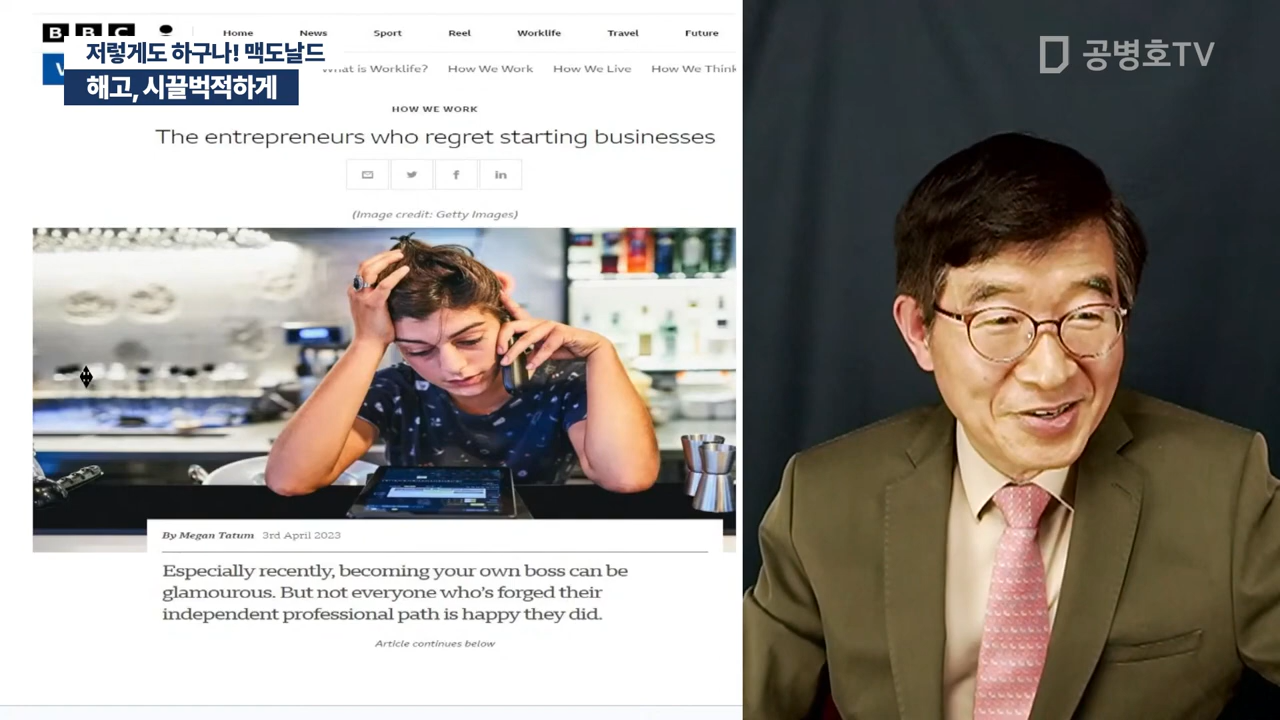 BBC
Home News Sport Reel Worklife Travel Future
저렇게도 하구나! 맥도날드
해고, 시끌벅적하게
What is Worklife? How We Work How We Live How We Think
공병호TV
HOW WE WORK
The entrepreneurs who regret starting businesses
f in
(Image credit: Getty Images)
By Megan Tatum 3rd April 2023
Especially recently, becoming your own boss can be
glamourous. But not everyone who's forged their
independent professional path is happy they did.
Article continues below